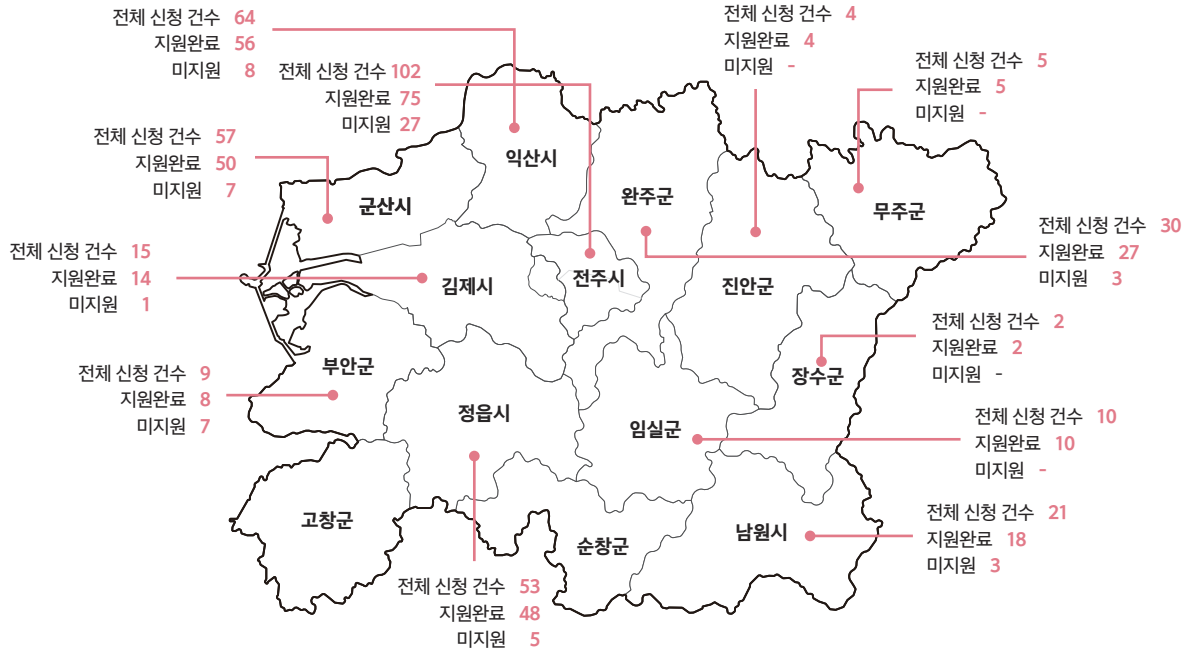 전체 신청 건수 64
지원완료 56
미지원 8
전체 신청 건수 102
지원완료 75
미지원 27
전체 신청 건수 4
지원완료 4
미지원 -
전체 신청 건수 5
지원완료 5
미지원 -
전체 신청 건수 57
지원완료 50
미지원 7
익산시
완주군
군산시
무주군
전체 신청 건수 30
지원완료 27
미지원 3
전체 신청 건수 15
지원완료 14
미지원 1
김제시
전주시
진안군
전체 신청 건수 2
지원완료 2
미지원 -
전체 신청 건수 9
지원완료 8
미지원 7
부안군
장수군
정읍시
임실군
전체 신청 건수 10
지원완료 10
미지원 -
고창군
순창군
남원시
전체 신청 건수 21
지원완료 18
미지원 3
전체 신청 건수 53
지원완료 48
미지원 5